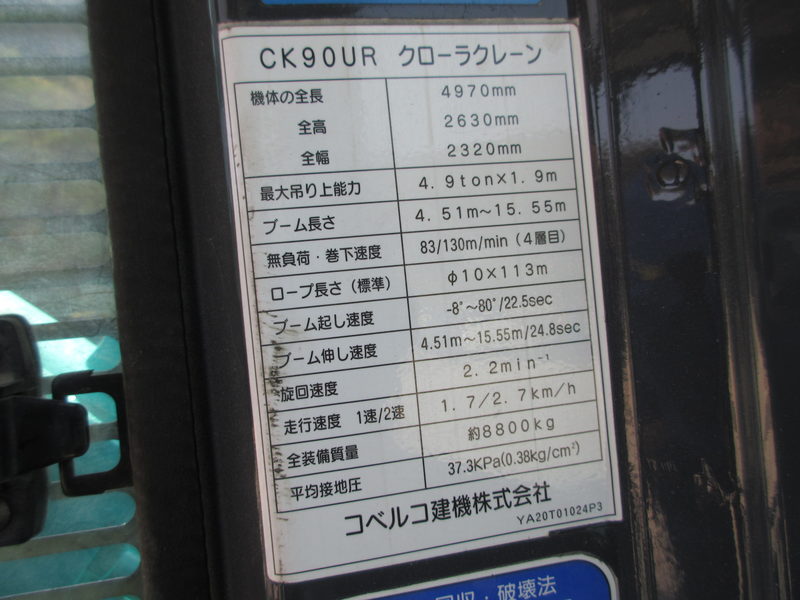 CK90UR クローラクレーン
機体の全長 4970mm
全高 2630mm
全幅 2320mm
最大吊り上能力 4.9ton×1.9m
ブーム長さ 4.51m〜15.55m
無負荷・巻下速度 83/130m/min（4層目）
ロープ長さ（標準） φ10×113m
ブーム起し速度 -8°〜80°/22.5sec
ブーム伸し速度 4.51m〜15.55m/24.8sec
旋回速度 2.2min⁻¹
走行速度 1速/2速 1.7/2.7km/h
全装備質量 約8800kg
平均接地圧 37.3KPa(0.38kg/cm²)
コベルコ建機株式会社
YA20T01024P3
回収・破壊法